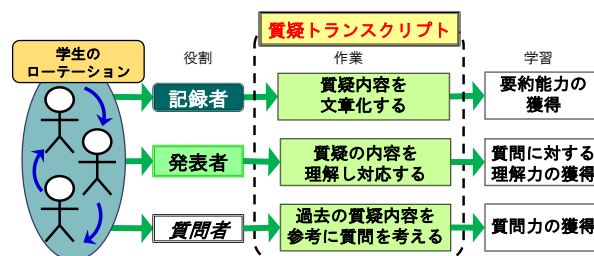 質疑トランスクリプト
学生の
ローテーション
役割
作業
学習
記録者
質疑内容を
文章化する
要約能力の
獲得
発表者
質疑の内容を
理解し対応する
質問に対する
理解力の獲得
質問者
過去の質疑内容を
参考に質問を考える
質問力の獲得